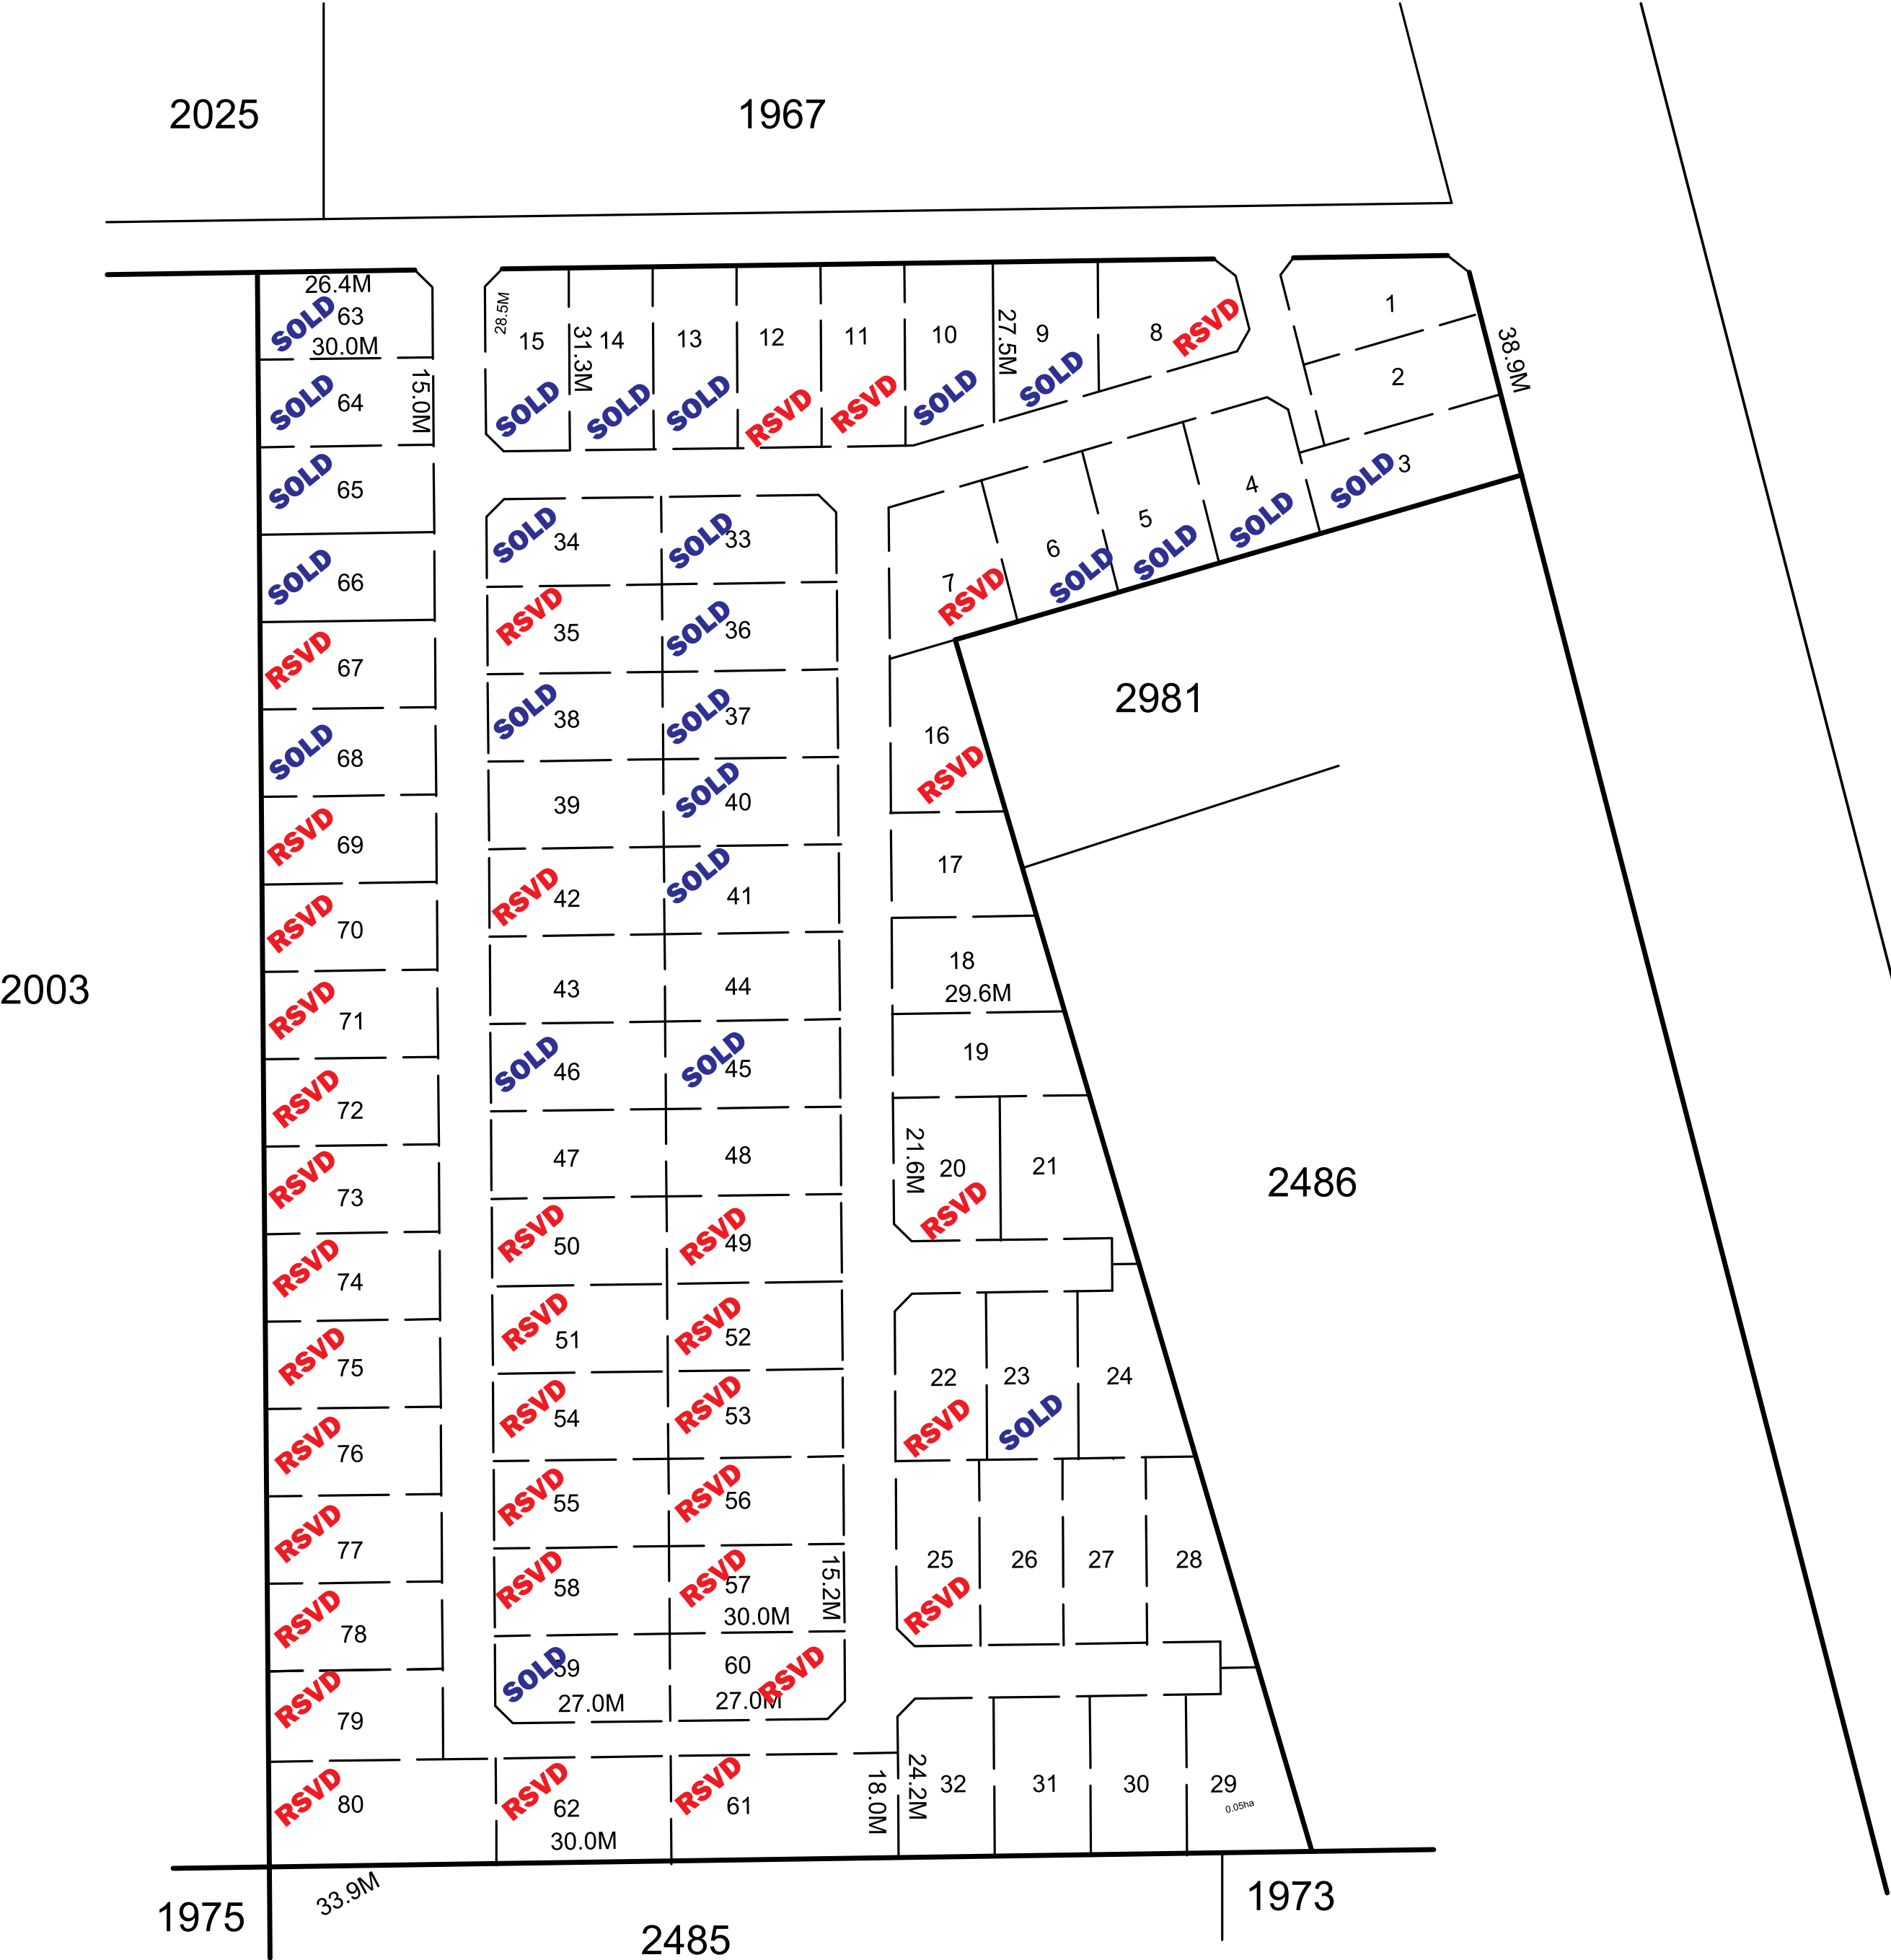 2025
1967
26.4M
SOLD 63
30.0M
SOLD 64
15.0M
SOLD 65
SOLD 66
RSVD 67
SOLD 68
RSVD 69
RSVD 70
RSVD 71
RSVD 72
RSVD 73
RSVD 74
RSVD 75
RSVD 76
RSVD 77
RSVD 78
RSVD 79
RSVD 80
28.5M
15
SOLD
31.3M
14
SOLD
13
SOLD
12
RSVD
11
RSVD
10
SOLD
27.5M
9
SOLD
8
RSVD
1
2
38.9M
3
SOLD
4
SOLD
5
SOLD
6
SOLD
7
RSVD
SOLD 34
SOLD 33
RSVD 35
SOLD 36
SOLD 38
SOLD 37
39
SOLD 40
RSVD 42
SOLD 41
43
44
SOLD 46
SOLD 45
47
48
RSVD 50
RSVD 49
RSVD 51
RSVD 52
RSVD 54
RSVD 53
RSVD 55
RSVD 56
RSVD 58
RSVD 57
30.0M
15.2M
SOLD 59
27.0M
60
RSVD
27.0M
RSVD 62
30.0M
RSVD 61
18.0M
16
RSVD
17
18
29.6M
19
21.6M
20
RSVD
21
22
RSVD
23
SOLD
24
25
RSVD
26
27
28
24.2M
32
31
30
29
0.05ha
2981
2486
2003
1975
33.9M
2485
1973